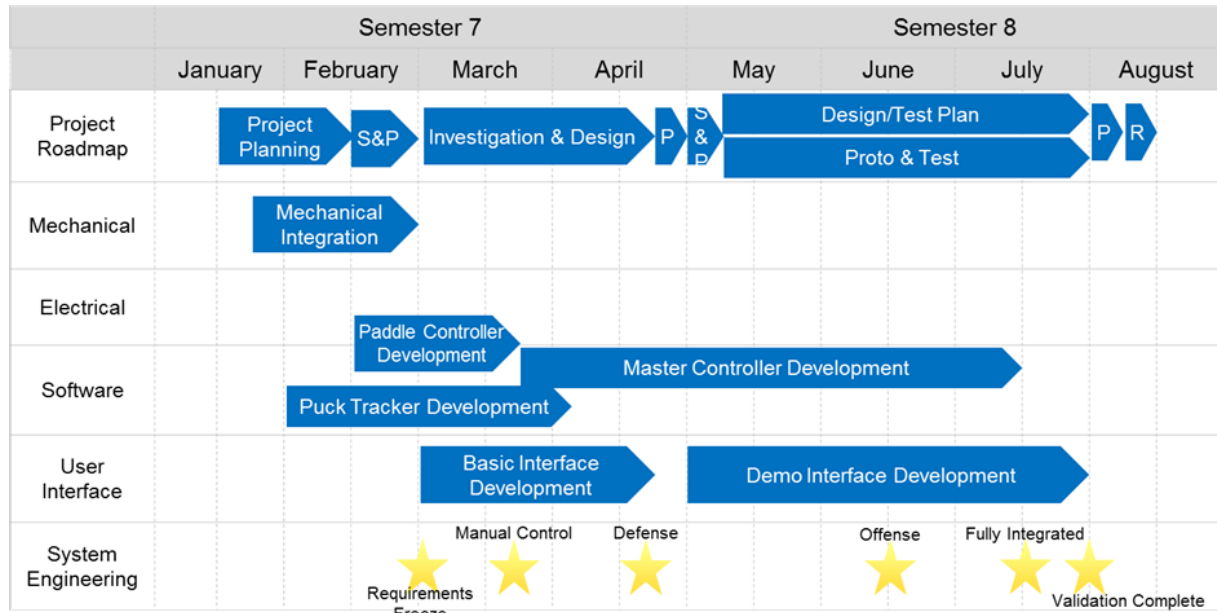 Semester 7
Semester 8
January
February
March
April
May
June
July
August
Project
Roadmap
Project
Planning
S&P
Investigation & Design
P
S
&
P
Design/Test Plan
Proto & Test
P
R
Mechanical
Mechanical
Integration
Electrical
Paddle Controller
Development
Software
Master Controller Development
Puck Tracker Development
User
Interface
Basic Interface
Development
Demo Interface Development
System
Engineering
Manual Control
Defense
Offense
Fully Integrated
Requirements
Freeze
Validation Complete